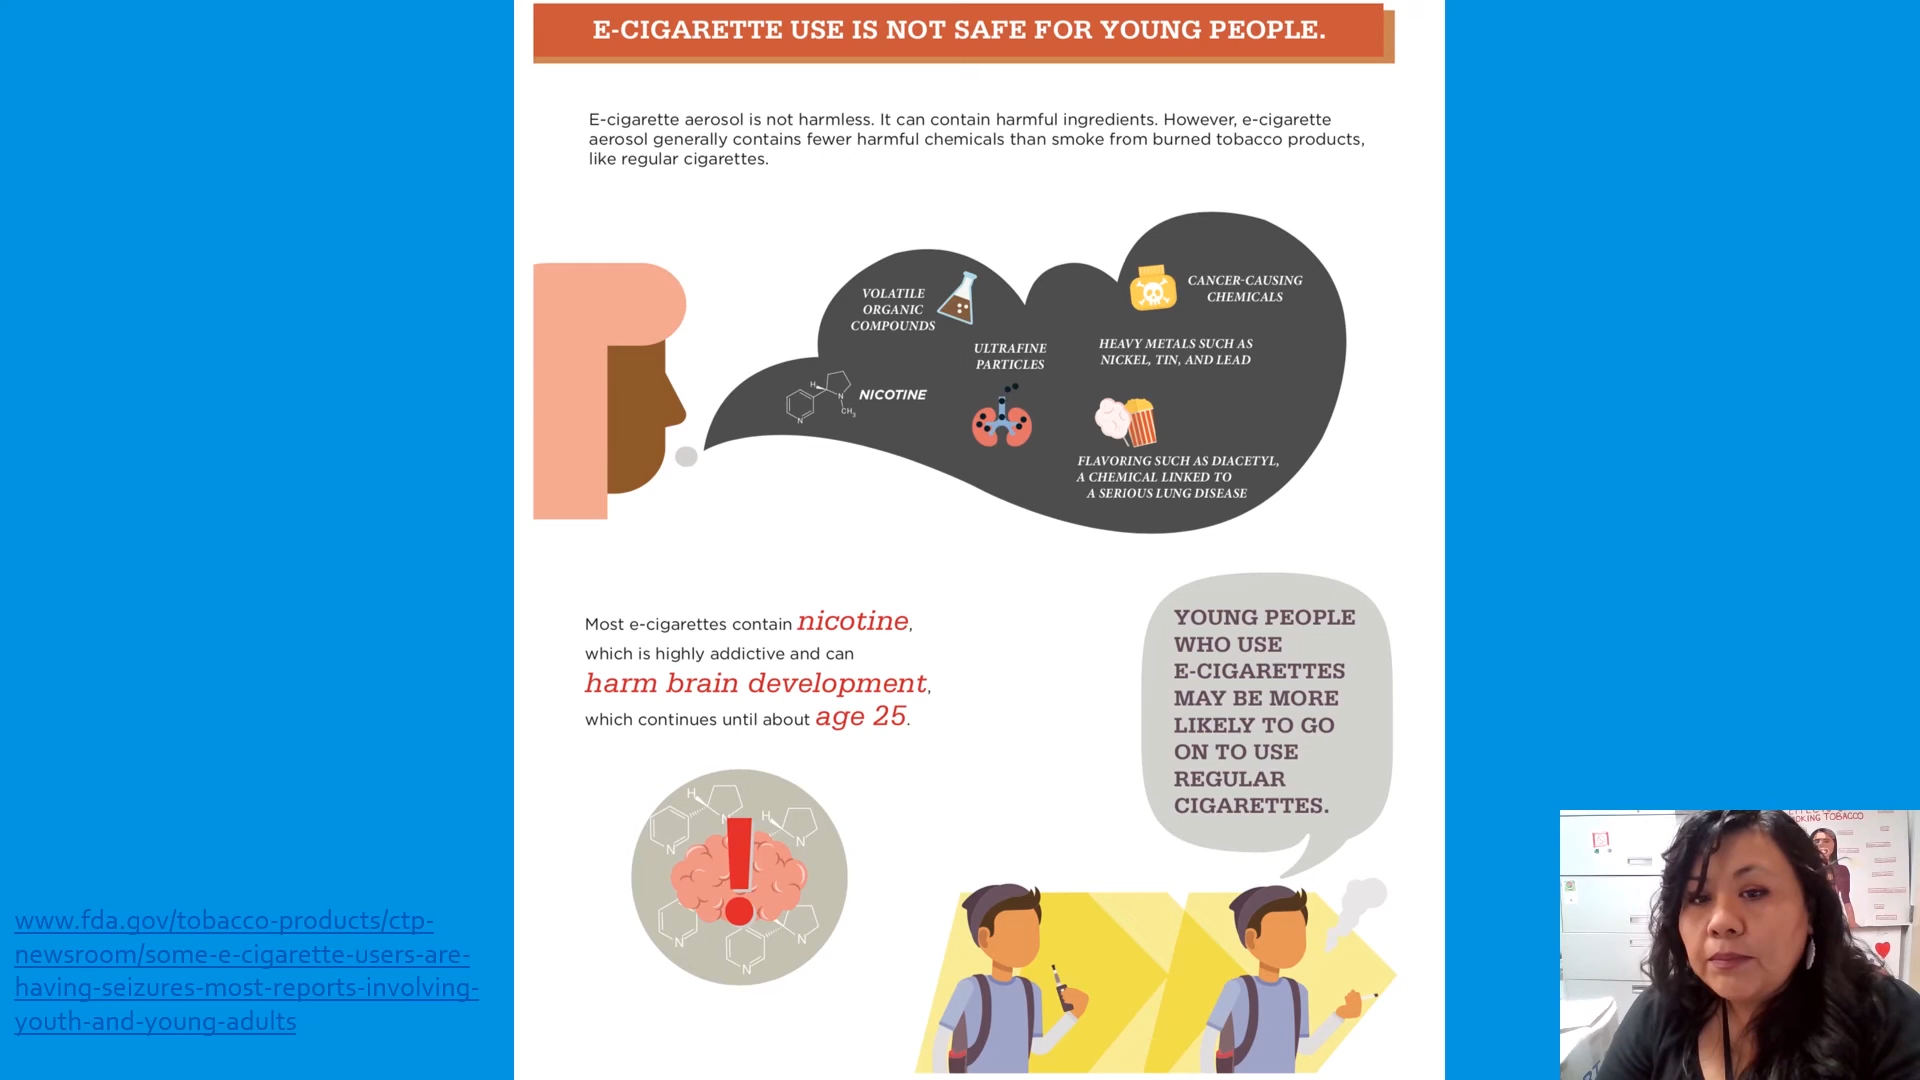 E-CIGARETTE USE IS NOT SAFE FOR YOUNG PEOPLE.
E-cigarette aerosol is not harmless. It can contain harmful ingredients. However, e-cigarette
aerosol generally contains fewer harmful chemicals than smoke from burned tobacco products,
like regular cigarettes.
VOLATILE
ORGANIC
COMPOUNDS
CANCER-CAUSING
CHEMICALS
ULTRAFINE
PARTICLES
HEAVY METALS SUCH AS
NICKEL, TIN, AND LEAD
H
N
CH3
N
NICOTINE
FLAVORING SUCH AS DIACETYL,
A CHEMICAL LINKED TO
A SERIOUS LUNG DISEASE
Most e-cigarettes contain nicotine,
which is highly addictive and can
harm brain development,
which continues until about age 25.
YOUNG PEOPLE
WHO USE
E-CIGARETTES
MAY BE MORE
LIKELY TO GO
ON TO USE
REGULAR
CIGARETTES.
H
N
H
N
N
N
N
N
www.fda.gov/tobacco-products/ctp-
newsroom/some-e-cigarette-users-are-
having-seizures-most-reports-involving-
youth-and-young-adults
TOBACCO